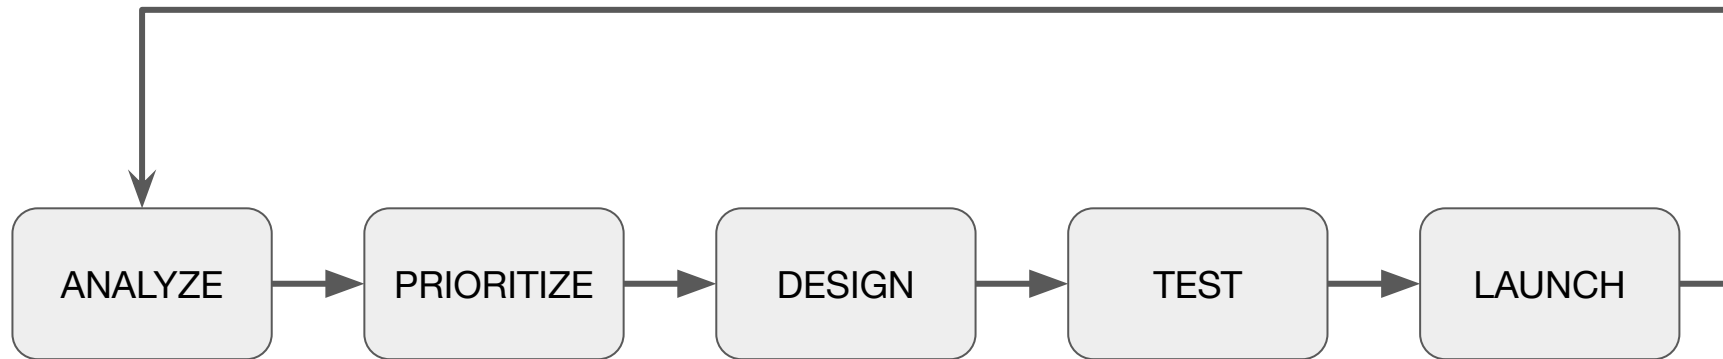 ANALYZE
PRIORITIZE
DESIGN
TEST
LAUNCH